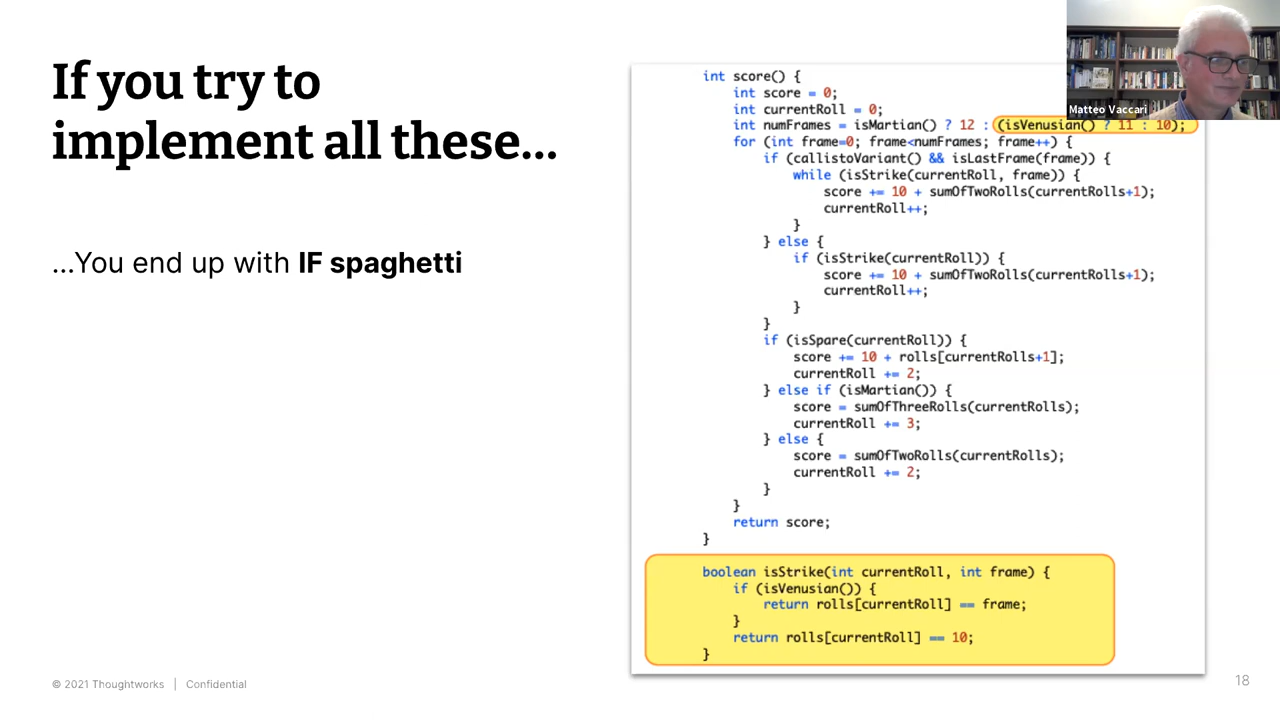 If you try to
implement all these...
...You end up with IF spaghetti
int score() {
int score = 0;
int currentRoll = 0;
int numFrames = isMartian() ? 12 : (isVenusian() ? 11 : 10);
for (int frame=0; frame<numFrames; frame++) {
if (callistoVariant() && isLastFrame(frame)) {
while (isStrike(currentRoll, frame)) {
score += 10 + sumOfTwoRolls(currentRolls+1);
currentRoll++;
}
} else {
if (isStrike(currentRoll)) {
score += 10 + sumOfTwoRolls(currentRolls+1);
currentRoll++;
}
}
if (isSpare(currentRoll)) {
score += 10 + rolls[currentRolls+1];
currentRoll += 2;
} else if (isMartian()) {
score = sumOfThreeRolls(currentRolls);
currentRoll += 3;
} else {
score = sumOfTwoRolls(currentRolls);
currentRoll += 2;
}
}
return score;
}
boolean isStrike(int currentRoll, int frame) {
if (isVenusian()) {
return rolls[currentRoll] == frame;
}
return rolls[currentRoll] == 10;
}
Matteo Vaccari
© 2021 Thoughtworks | Confidential
18